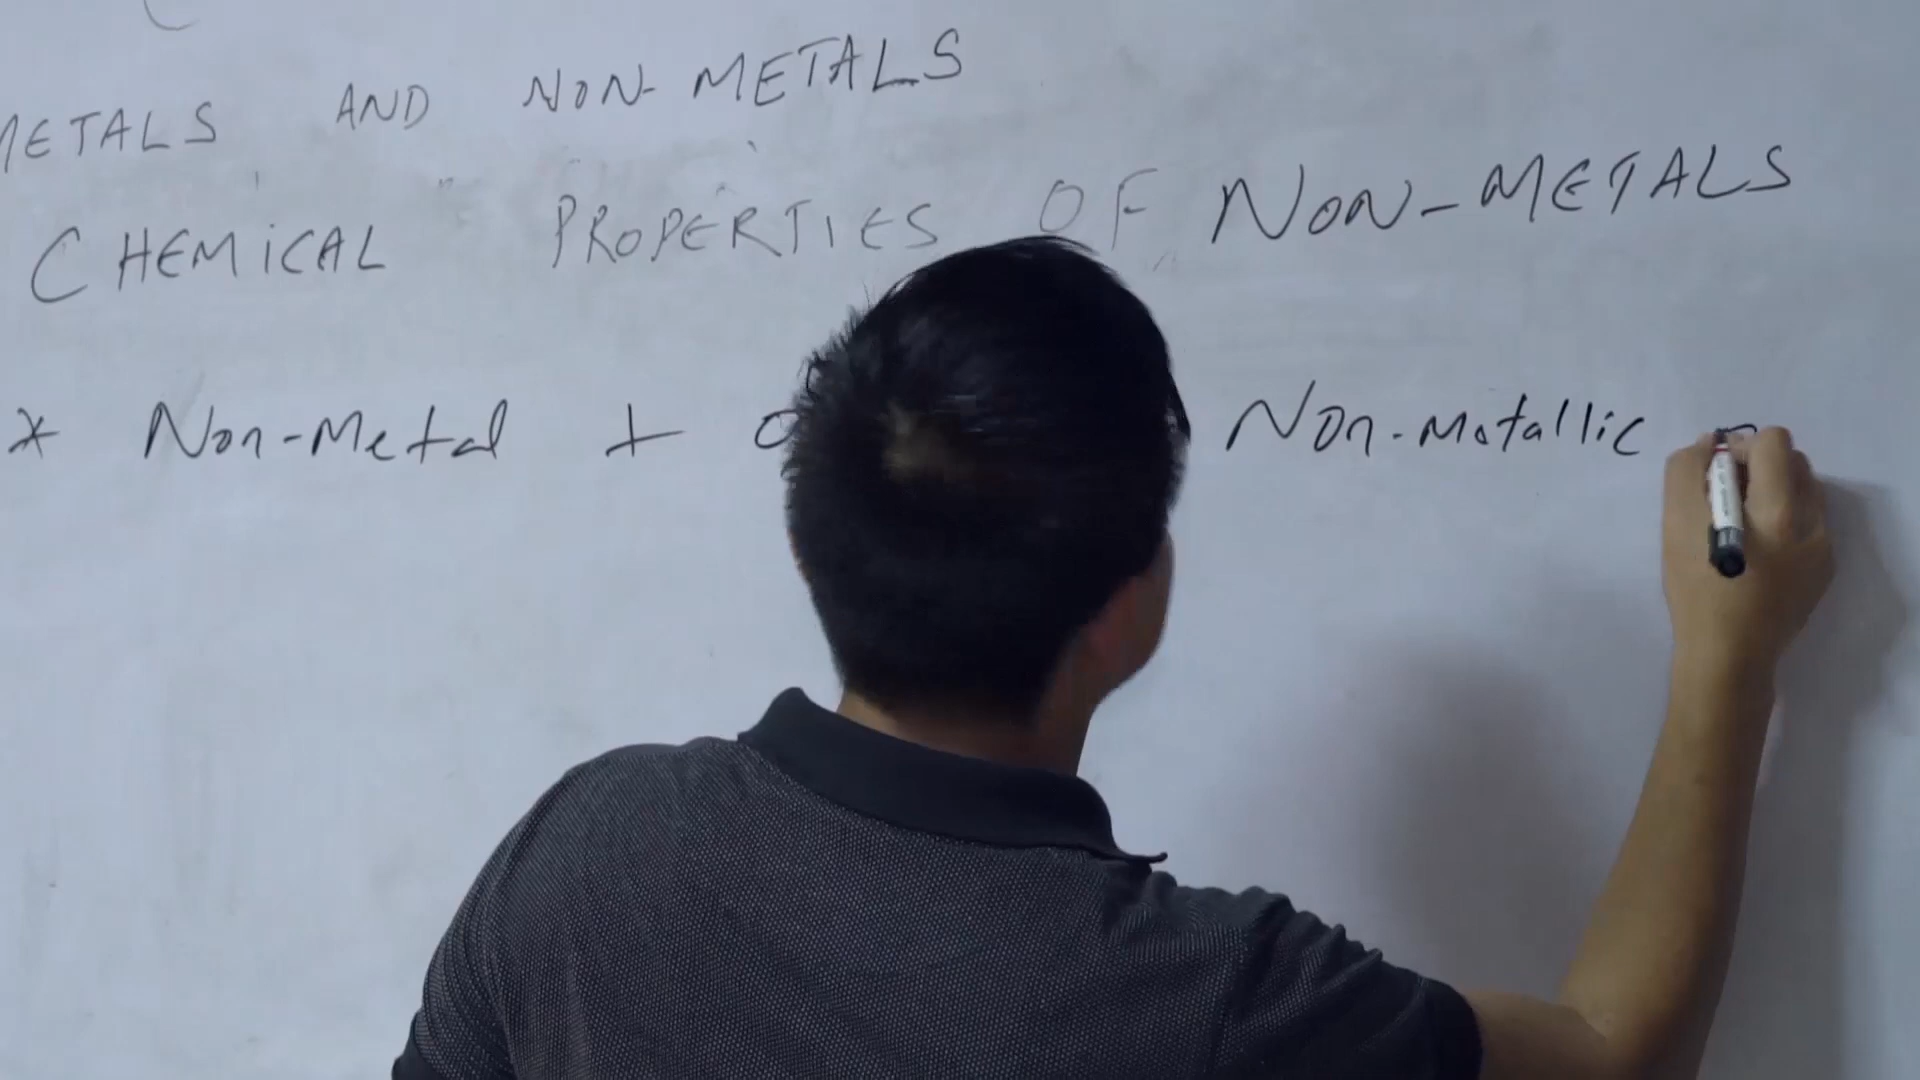 METALS AND NON-METALS
CHEMICAL PROPERTIES OF NON-METALS
* Non-Metal + Non-Metallic